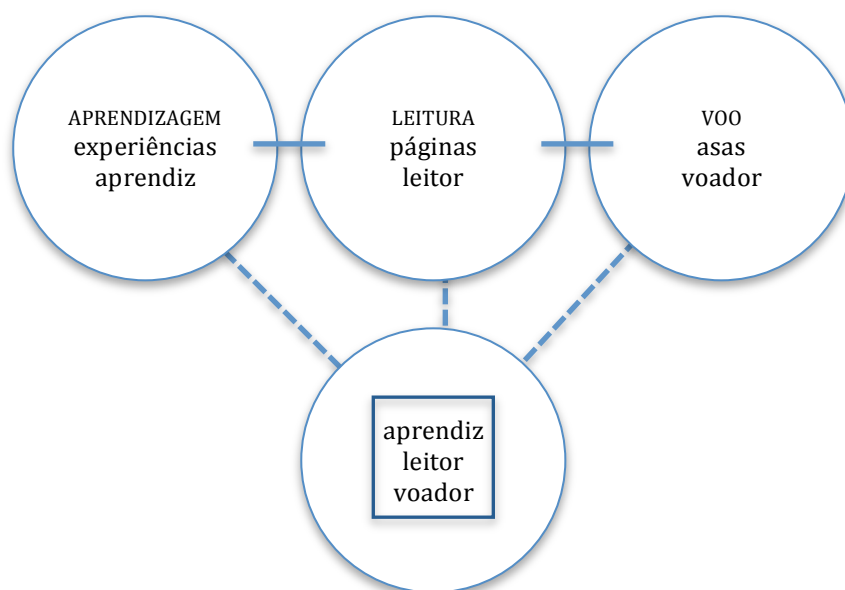 APRENDIZAGEM
experiências
aprendiz
LEITURA
páginas
leitor
VOO
asas
voador
aprendiz
leitor
voador